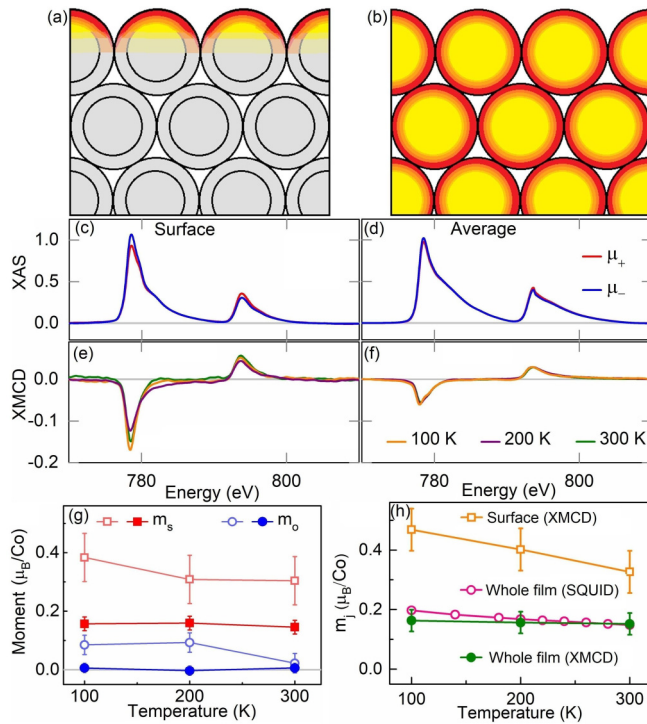 (a)
(b)
(c) Surface
(d) Average
XAS
1.0
0.5
0.0
μ+
μ−
(e)
(f)
XMCD
0.0
-0.1
-0.2
100 K 200 K 300 K
780 800 780 800
Energy (eV) Energy (eV)
(g) ms mo
Moment (μB/Co)
0.4
0.2
0.0
100 200 300
Temperature (K)
(h)
mj (μB/Co)
0.4
0.2
0.0
Surface (XMCD)
Whole film (SQUID)
Whole film (XMCD)
100 200 300
Temperature (K)